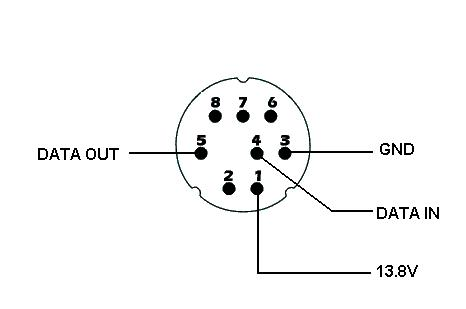 8 7 6
5 4 3
DATA OUT
GND
2 1
DATA IN
13.8V